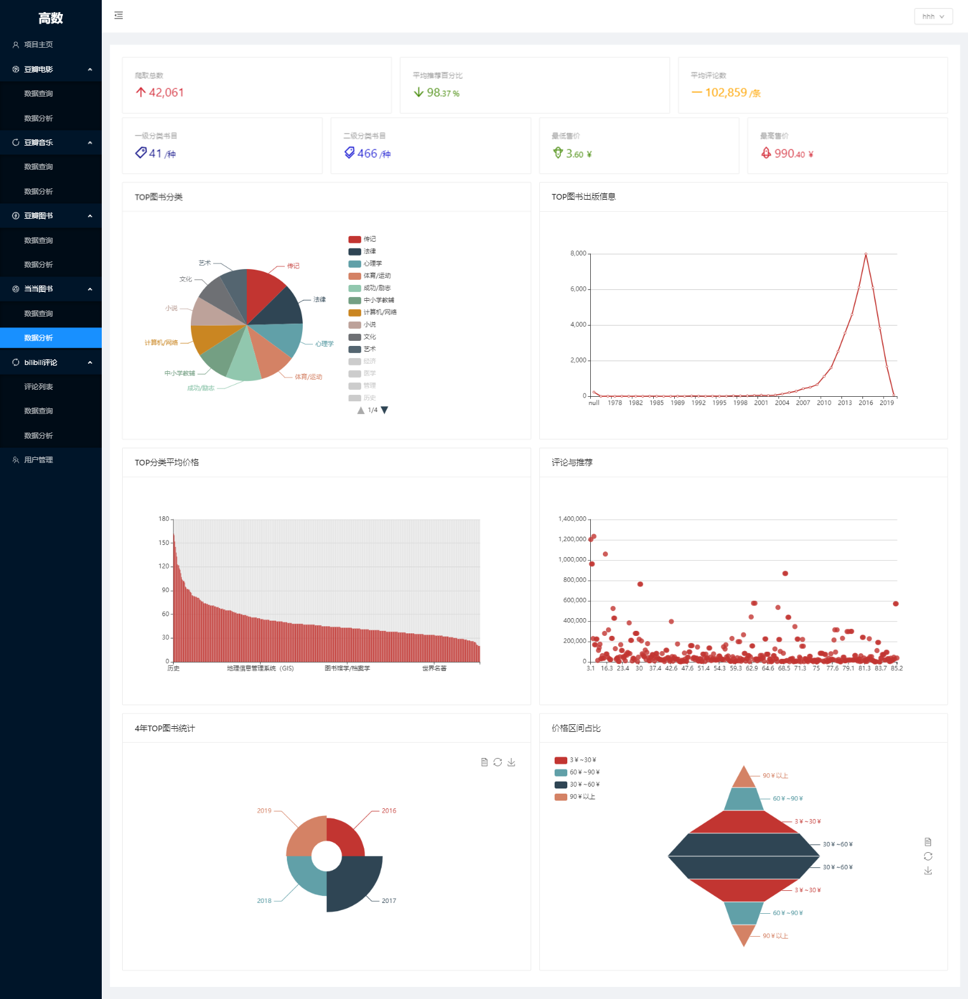 高数
项目主页
豆瓣电影
数据查询
数据分析
豆瓣音乐
数据查询
数据分析
豆瓣图书
数据查询
数据分析
当当图书
数据查询
数据分析
bilibili评论
评论列表
数据查询
数据分析
用户管理
hhh
爬取总数
42,061
平均推荐百分比
98.37 %
平均评论数
102,859 /条
一级分类书目
41 /种
二级分类书目
466 /种
最低售价
3.60 ¥
最高售价
990.40 ¥
TOP图书分类
艺术
传记
文化
法律
小说
计算机/网络
心理学
中小学教辅
体育/运动
成功/励志
传记
法律
心理学
体育/运动
成功/励志
中小学教辅
计算机/网络
小说
文化
艺术
经济
医学
管理
历史
1/4
TOP图书出版信息
8,000
6,000
4,000
2,000
0
null 1978 1982 1985 1989 1992 1995 1998 2001 2004 2007 2010 2013 2016 2019
TOP分类平均价格
180
150
120
90
60
30
0
历史 地理信息管理系统（GIS) 图书馆学/档案学 世界名著
评论与推荐
1,400,000
1,200,000
1,000,000
800,000
600,000
400,000
200,000
0
3.1 16.3 23.4 30 37.4 42.6 47.6 51.4 54.3 59.3 62.9 64.6 68.5 71.3 75 77.6 79.1 81.3 83.7 85.2
4年TOP图书统计
2019
2016
2018
2017
价格区间占比
3￥~30￥
60￥~90￥
30￥~60￥
90￥以上
90￥以上
60￥~90￥
3￥~30￥
30￥~60￥
30￥~60￥
3￥~30￥
60￥~90￥
90￥以上